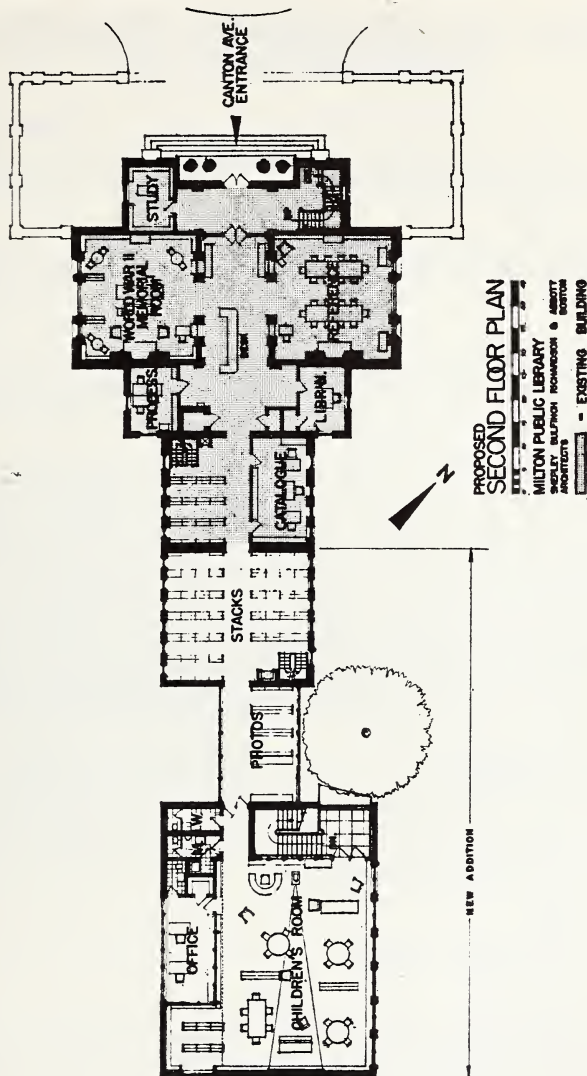 CANTON AVE.
ENTRANCE
STUDY
WORLD WAR II
MEMORIAL
ROOM
REFERENCE
DESK
PROCESS.
CATALOGUE
STACKS
PHOTOS
W.
M.
OFFICE
CHILDREN'S ROOM
NEW ADDITION
N
PROPOSED
SECOND FLOOR PLAN
MILTON PUBLIC LIBRARY
SHEPLEY BULFINCH RICHARDSON & ABBOTT
ARCHITECTS BOSTON
- EXISTING BUILDING